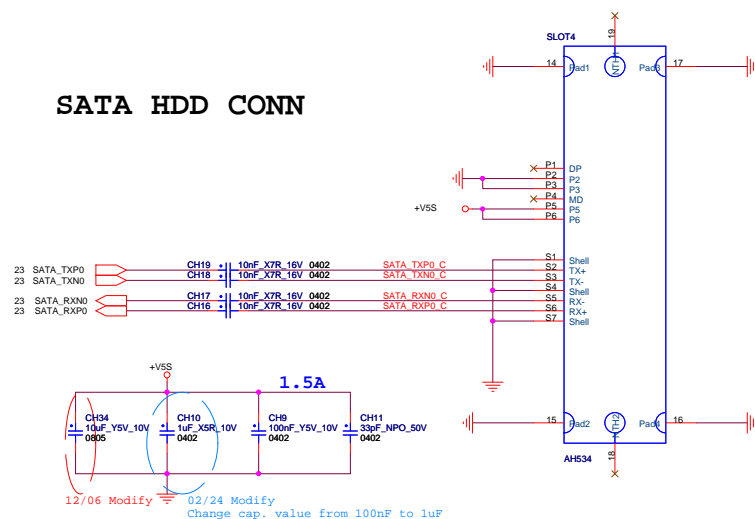 SLOT4
19
NTH1
14 Pad1
Pad3 17
SATA HDD CONN
P1 DP
P2 P2
P3 P3
P4 MD
+V5S
P5 P5
P6 P6
S1 Shell
23 SATA_TXP0 CH19 10nF_X7R_16V 0402 SATA_TXP0_C S2 TX+
23 SATA_TXN0 CH18 10nF_X7R_16V 0402 SATA_TXN0_C S3 TX-
S4 Shell
23 SATA_RXN0 CH17 10nF_X7R_16V 0402 SATA_RXN0_C S5 RX-
23 SATA_RXP0 CH16 10nF_X7R_16V 0402 SATA_RXP0_C S6 RX+
S7 Shell
+V5S
1.5A
CH34
10uF_Y5V_10V
0805
CH10
1uF_X5R_10V
0402
CH9
100nF_Y5V_10V
0402
CH11
33pF_NPO_50V
0402
15 Pad2
Pad4 16
NTH2
18
AH534
12/06 Modify
02/24 Modify
Change cap. value from 100nF to 1uF